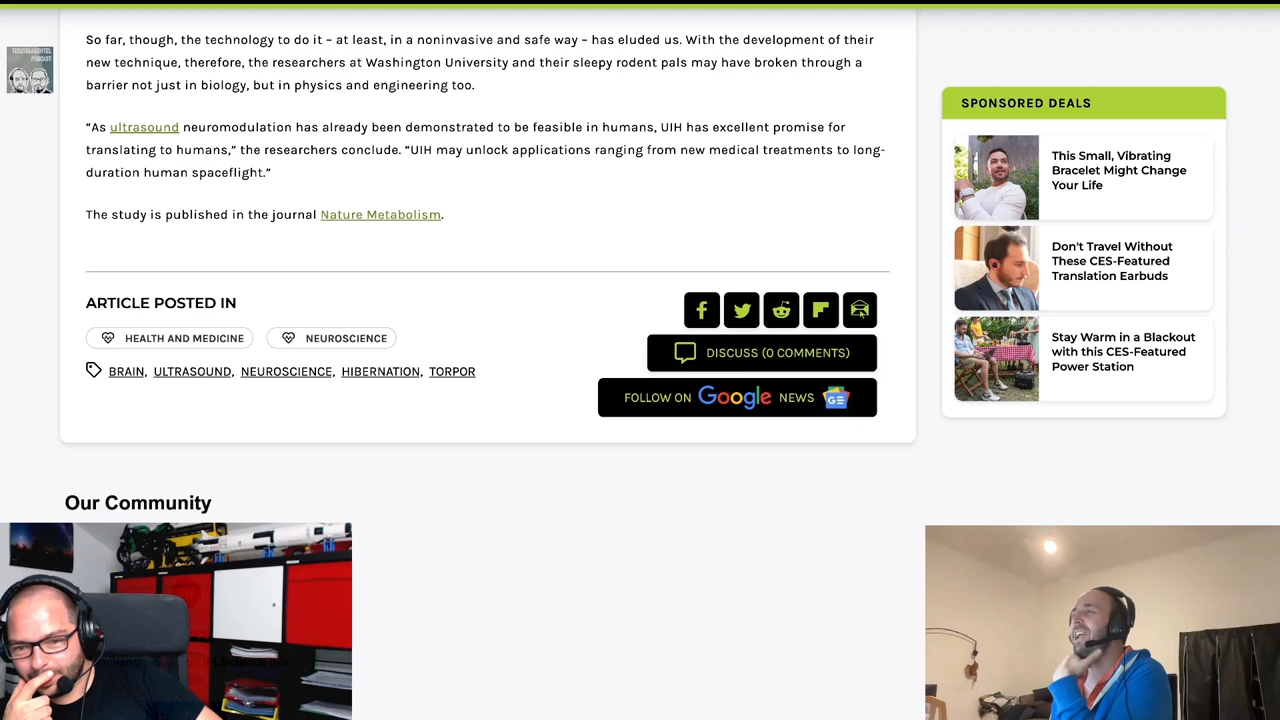 So far, though, the technology to do it – at least, in a noninvasive and safe way – has eluded us. With the development of their
new technique, therefore, the researchers at Washington University and their sleepy rodent pals may have broken through a
barrier not just in biology, but in physics and engineering too.
“As ultrasound neuromodulation has already been demonstrated to be feasible in humans, UIH has excellent promise for
translating to humans,” the researchers conclude. “UIH may unlock applications ranging from new medical treatments to long-
duration human spaceflight.”
The study is published in the journal Nature Metabolism.
ARTICLE POSTED IN
HEALTH AND MEDICINE
NEUROSCIENCE
BRAIN, ULTRASOUND, NEUROSCIENCE, HIBERNATION, TORPOR
DISCUSS (0 COMMENTS)
FOLLOW ON Google NEWS GE
SPONSORED DEALS
This Small, Vibrating
Bracelet Might Change
Your Life
Don't Travel Without
These CES-Featured
Translation Earbuds
Stay Warm in a Blackout
with this CES-Featured
Power Station
Our Community
PODCAST